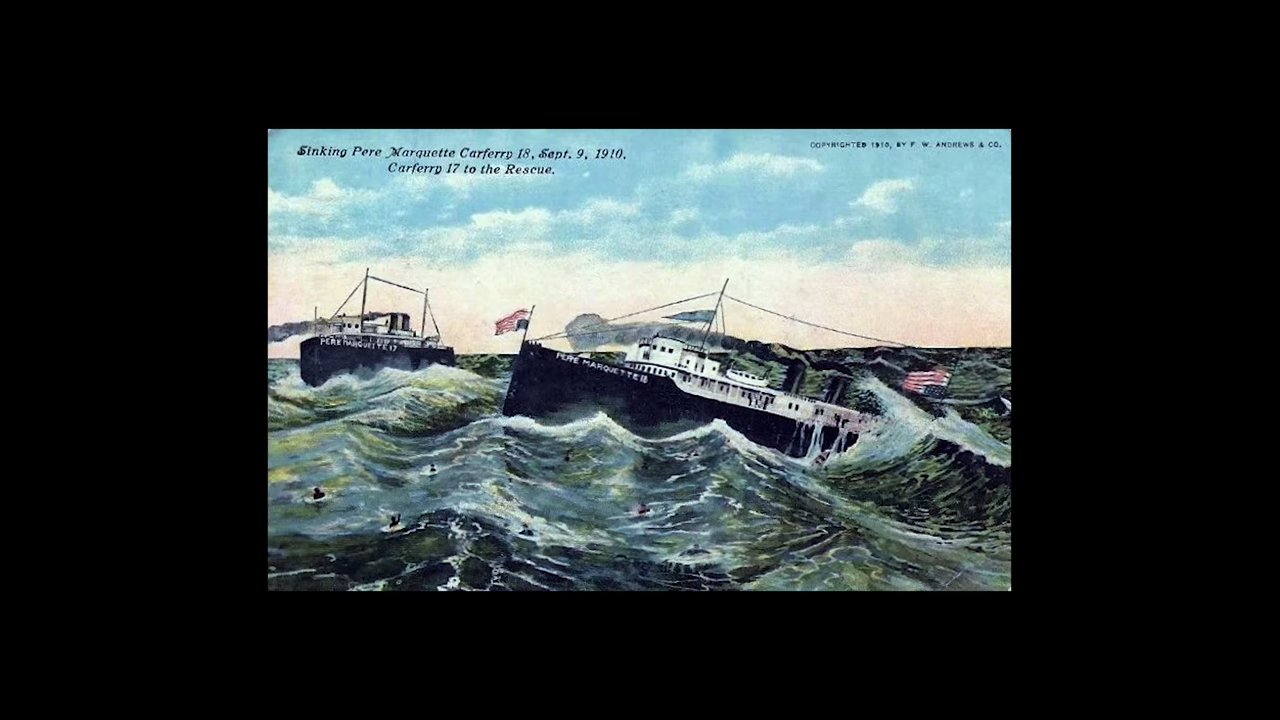 Sinking Pere Marquette Carferry 18, Sept. 9, 1910.
Carferry 17 to the Rescue.
COPYRIGHTED 1910, BY F. W. ANDREWS & CO.
PERE MARQUETTE 17
PERE MARQUETTE 18